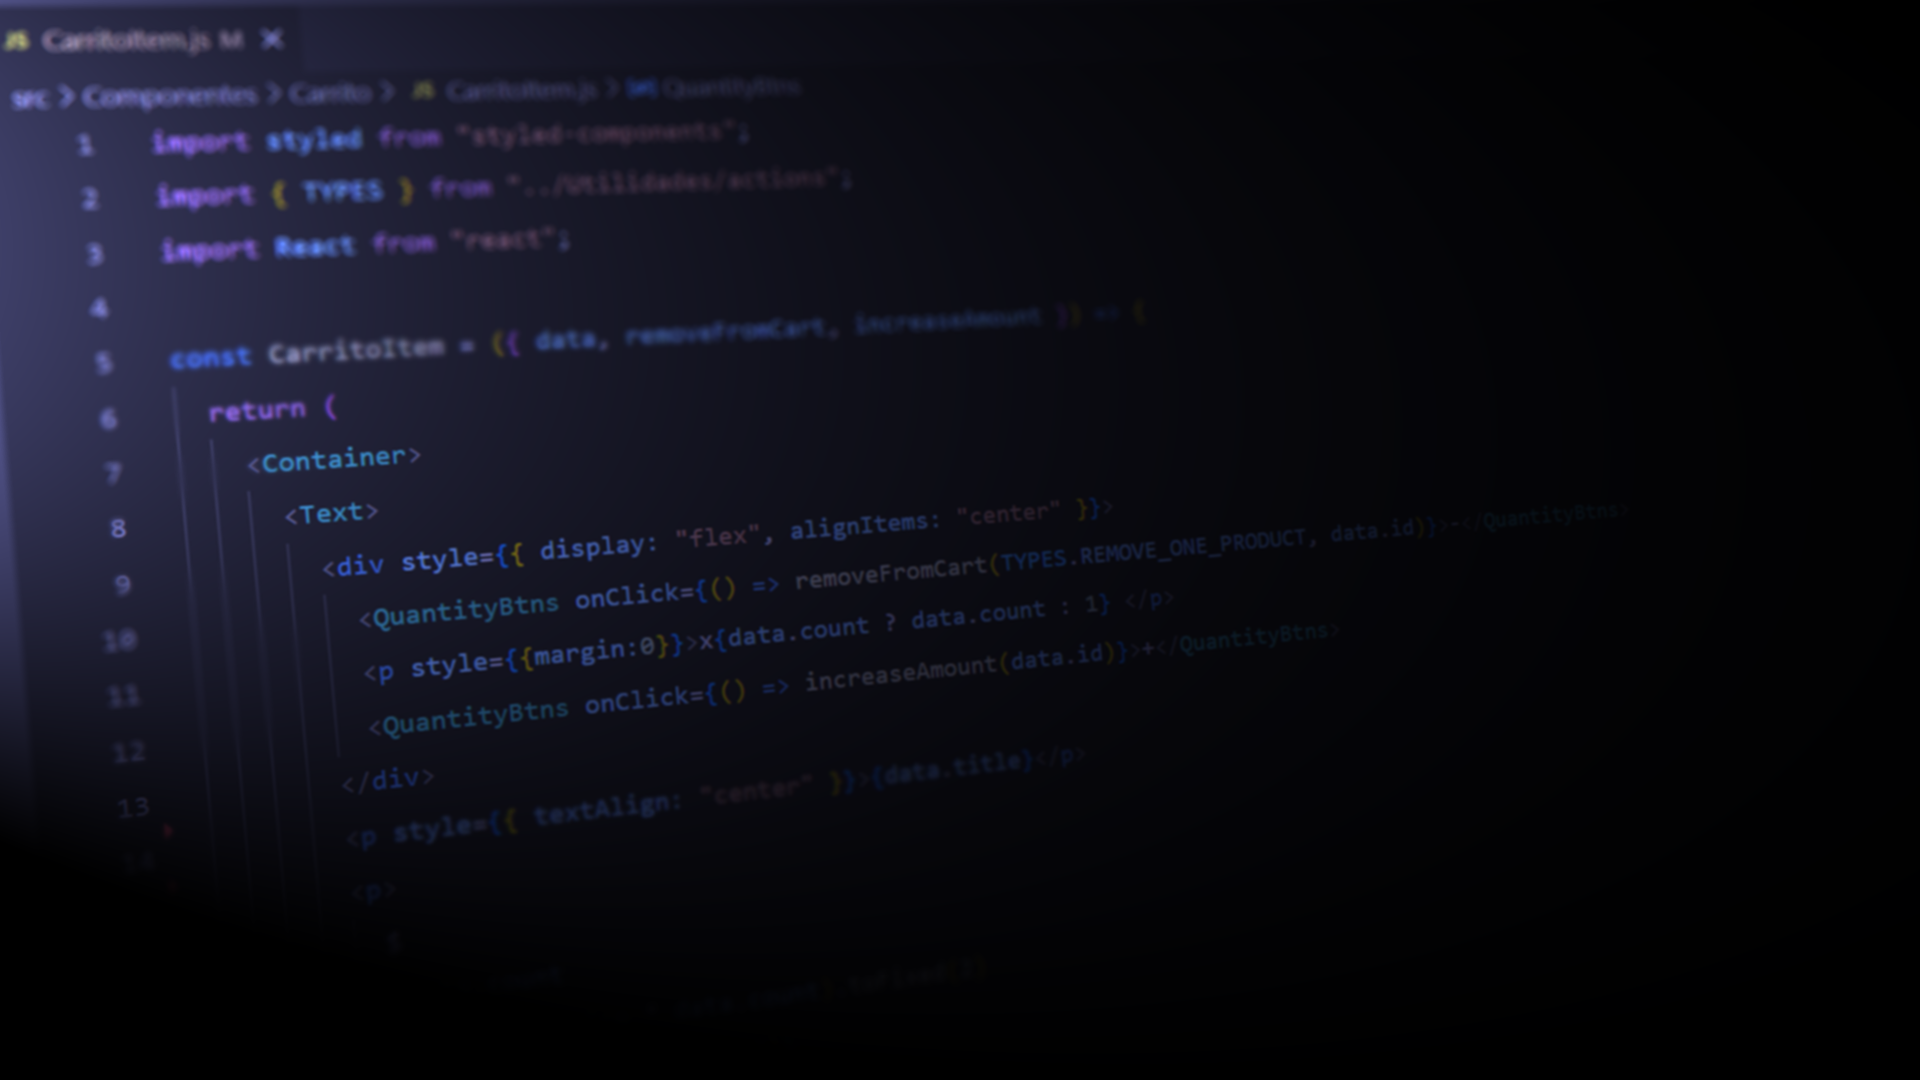 JS CarritoItem.js M ×
src > Componentes > Carrito > JS CarritoItem.js > QuantityBtns
1 import styled from "styled-components";
2 import { TYPES } from "../Utilidades/actions";
3 import React from "react";
4
5 const CarritoItem = ({ data, removeFromCart, increaseAmount }) => {
6 return (
7 <Container>
8 <Text>
9 <div style={{ display: "flex", alignItems: "center" }}>
10 <QuantityBtns onClick={() => removeFromCart(TYPES.REMOVE_ONE_PRODUCT, data.id)}>-</QuantityBtns>
11 <p style={{margin:0}}>x{data.count ? data.count : 1} </p>
12 <QuantityBtns onClick={() => increaseAmount(data.id)}>+</QuantityBtns>
13 </div>
14 <p style={{ textAlign: "center" }}>{data.title}</p>
<p>